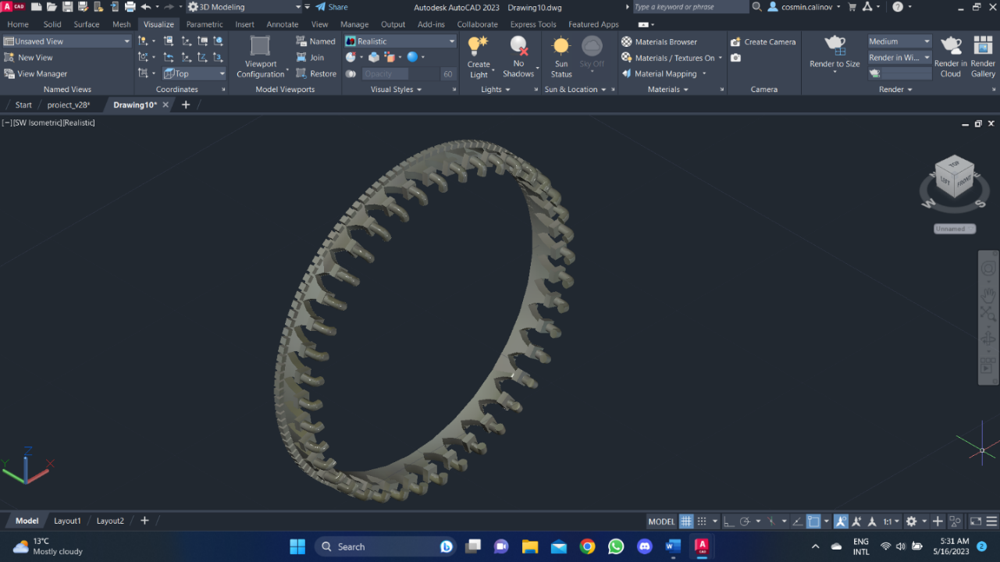 CAD
3D Modeling
Share
Autodesk AutoCAD 2023 Drawing10.dwg
Type a keyword or phrase
cosmin.calinov
Home Solid Surface Mesh Visualize Parametric Insert Annotate View Manage Output Add-ins Collaborate Express Tools Featured Apps
Unsaved View
New View
View Manager
Named Views
Top
Coordinates
Viewport
Configuration
Named
Join
Restore
Model Viewports
Realistic
Opacity 60
Visual Styles
Create
Light
No
Shadows
Lights
Sun
Status
Sky Off
Sun & Location
Materials Browser
Materials / Textures On
Material Mapping
Materials
Create Camera
Camera
Render to Size
Medium
Render in Wi...
Render in
Cloud
Render
Gallery
Render
Start project_v28* Drawing10*
[−][SW Isometric][Realistic]
TOP
LEFT FRONT
W S
Unnamed
Z
Y X
Model Layout1 Layout2
MODEL 1:1
13°C
Mostly cloudy
Search
ENG
INTL
5:31 AM
5/16/2023
2